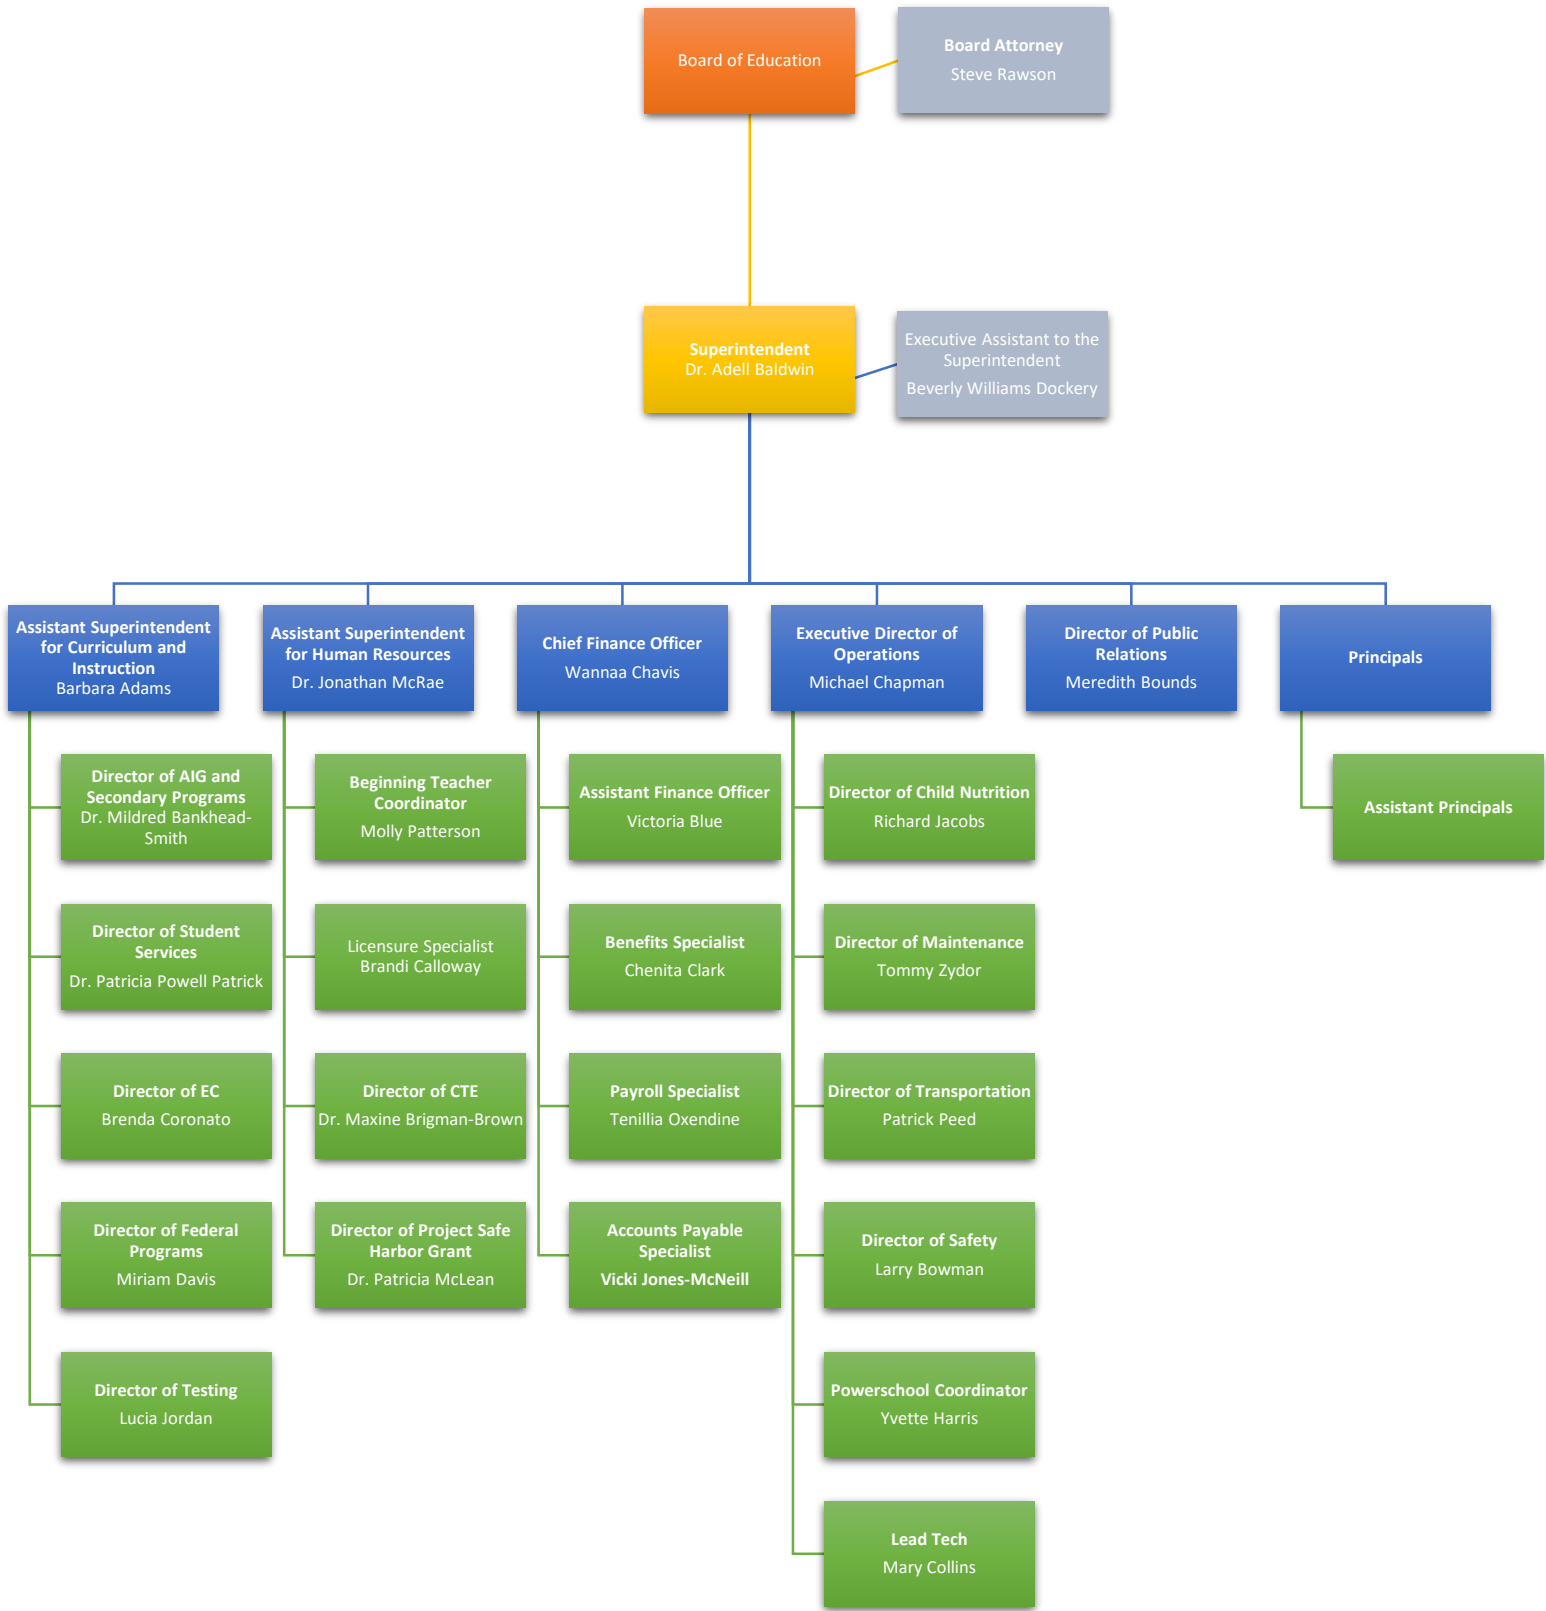 Board of Education
Board Attorney
Steve Rawson
Superintendent
Dr. Adell Baldwin
Executive Assistant to the
Superintendent
Beverly Williams Dockery
Assistant Superintendent
for Curriculum and
Instruction
Barbara Adams
Assistant Superintendent
for Human Resources
Dr. Jonathan McRae
Chief Finance Officer
Wannaa Chavis
Executive Director of
Operations
Michael Chapman
Director of Public
Relations
Meredith Bounds
Principals
Director of AIG and
Secondary Programs
Dr. Mildred Bankhead-
Smith
Beginning Teacher
Coordinator
Molly Patterson
Assistant Finance Officer
Victoria Blue
Director of Child Nutrition
Richard Jacobs
Assistant Principals
Director of Student
Services
Dr. Patricia Powell Patrick
Licensure Specialist
Brandi Calloway
Benefits Specialist
Chenita Clark
Director of Maintenance
Tommy Zydor
Director of EC
Brenda Coronato
Director of CTE
Dr. Maxine Brigman-Brown
Payroll Specialist
Tenillia Oxendine
Director of Transportation
Patrick Peed
Director of Federal
Programs
Miriam Davis
Director of Project Safe
Harbor Grant
Dr. Patricia McLean
Accounts Payable
Specialist
Vicki Jones-McNeill
Director of Safety
Larry Bowman
Director of Testing
Lucia Jordan
Powerschool Coordinator
Yvette Harris
Lead Tech
Mary Collins